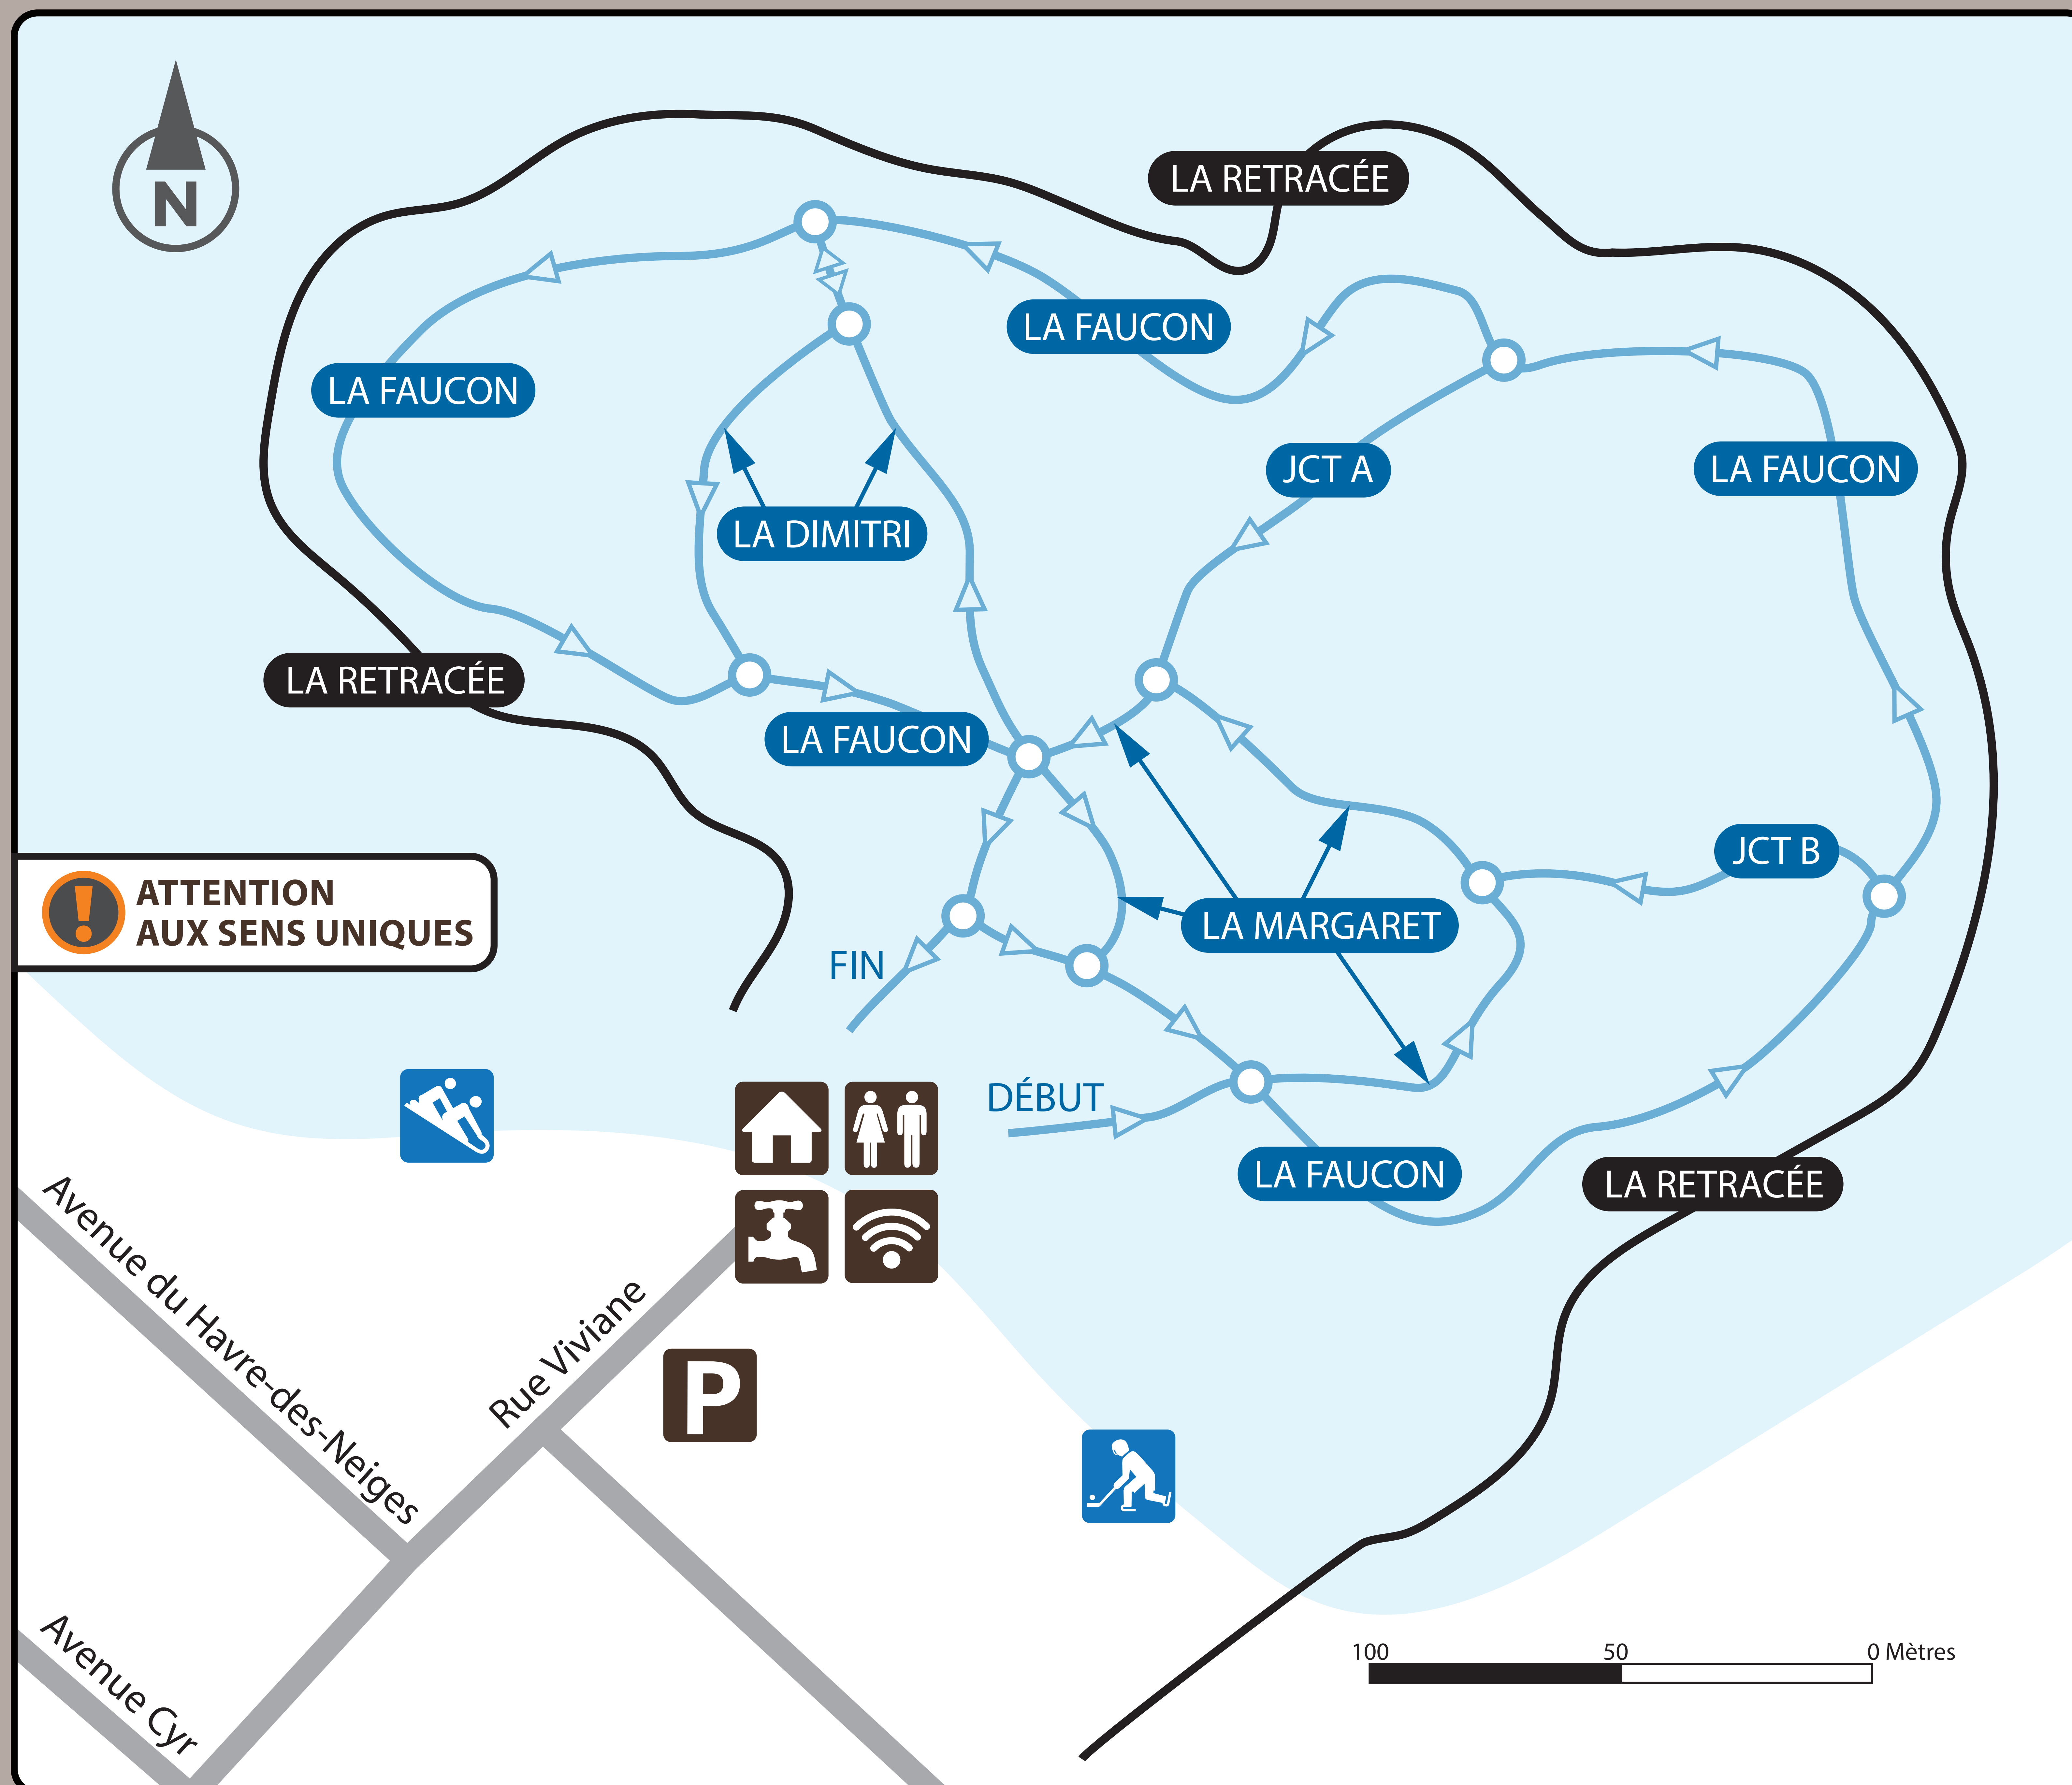 N
LA RETRACÉE
LA FAUCON
LA FAUCON
JCT A
LA FAUCON
LA DIMITRI
LA RETRACÉE
LA FAUCON
JCT B
ATTENTION
AUX SENS UNIQUES
LA MARGARET
FIN
DÉBUT
LA FAUCON
LA RETRACÉE
Avenue du Havre-des-Neiges
Rue Viviane
P
Avenue Cyr
100 50 0 Mètres